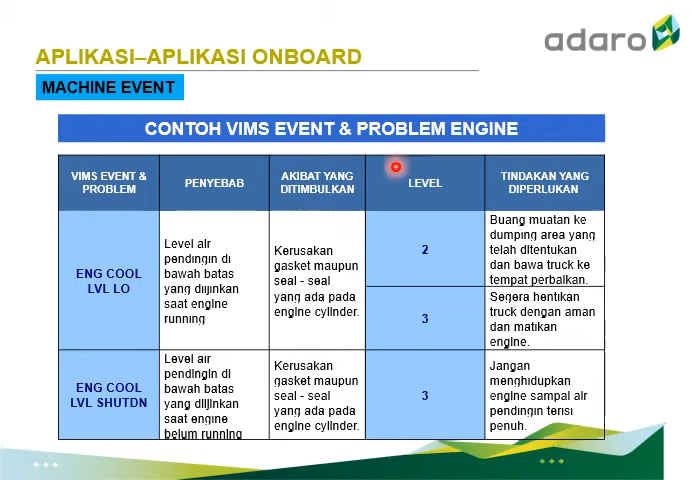 adaro
APLIKASI–APLIKASI ONBOARD
MACHINE EVENT
CONTOH VIMS EVENT & PROBLEM ENGINE
VIMS EVENT &
PROBLEM
PENYEBAB
AKIBAT YANG
DITIMBULKAN
LEVEL
TINDAKAN YANG
DIPERLUKAN
ENG COOL
LVL LO
Level air
pendingin di
bawah batas
yang diijinkan
saat engine
running
Kerusakan
gasket maupun
seal - seal
yang ada pada
engine cylinder.
2
Buang muatan ke
dumping area yang
telah ditentukan
dan bawa truck ke
tempat perbaikan.
3
Segera hentikan
truck dengan aman
dan matikan
engine.
ENG COOL
LVL SHUTDN
Level air
pendingin di
bawah batas
yang diijinkan
saat engine
belum running
Kerusakan
gasket maupun
seal - seal
yang ada pada
engine cylinder.
3
Jangan
menghidupkan
engine sampai air
pendingin terisi
penuh.